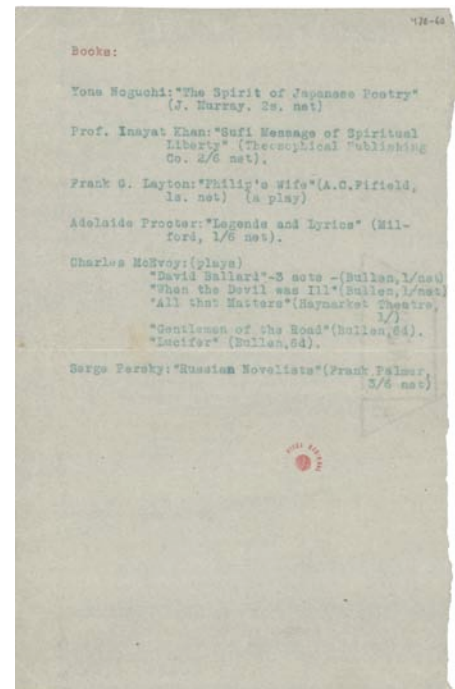 478-60
Books:
Yone Noguchi:"The Spirit of Japanese Poetry"
(J. Murray. 2s. net)
Prof. Inayat Khan:"Sufi Message of Spiritual
Liberty" (Theosophical Publishing
Co. 2/6 net).
Frank G. Layton:"Philip's Wife"(A.C.Fifield,
1s. net) (a play)
Adelaide Procter:"Legends and Lyrics" (Mil-
ford, 1/6 net).
Charles McEvoy:(plays)
"David Ballard"-3 acts -(Bullen,1/net)
"When the Devil was Ill"(Bullen,1/net)
"All that Matters"(Haymarket Theatre,
1/)
"Gentlemen of the Road"(Bullen,6d).
"Lucifer" (Bullen,6d).
Serge Persky:"Russian Novelists"(Frank Palmer,
3/6 net)